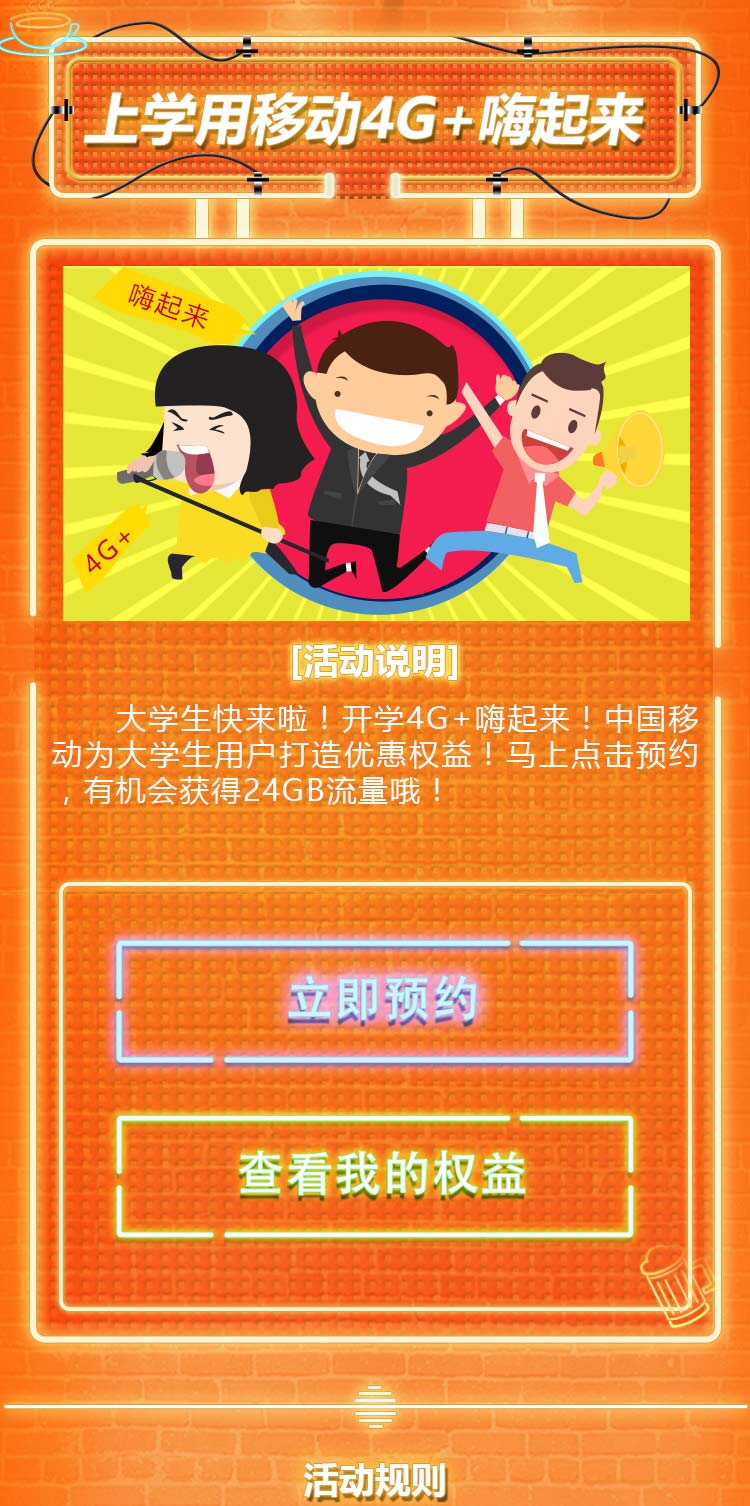 上学用移动4G+嗨起来
嗨起来
4G+
[活动说明]
大学生快来啦！开学4G+嗨起来！中国移
动为大学生用户打造优惠权益！马上点击预约
，有机会获得24GB流量哦！
立即预约
查看我的权益
活动规则